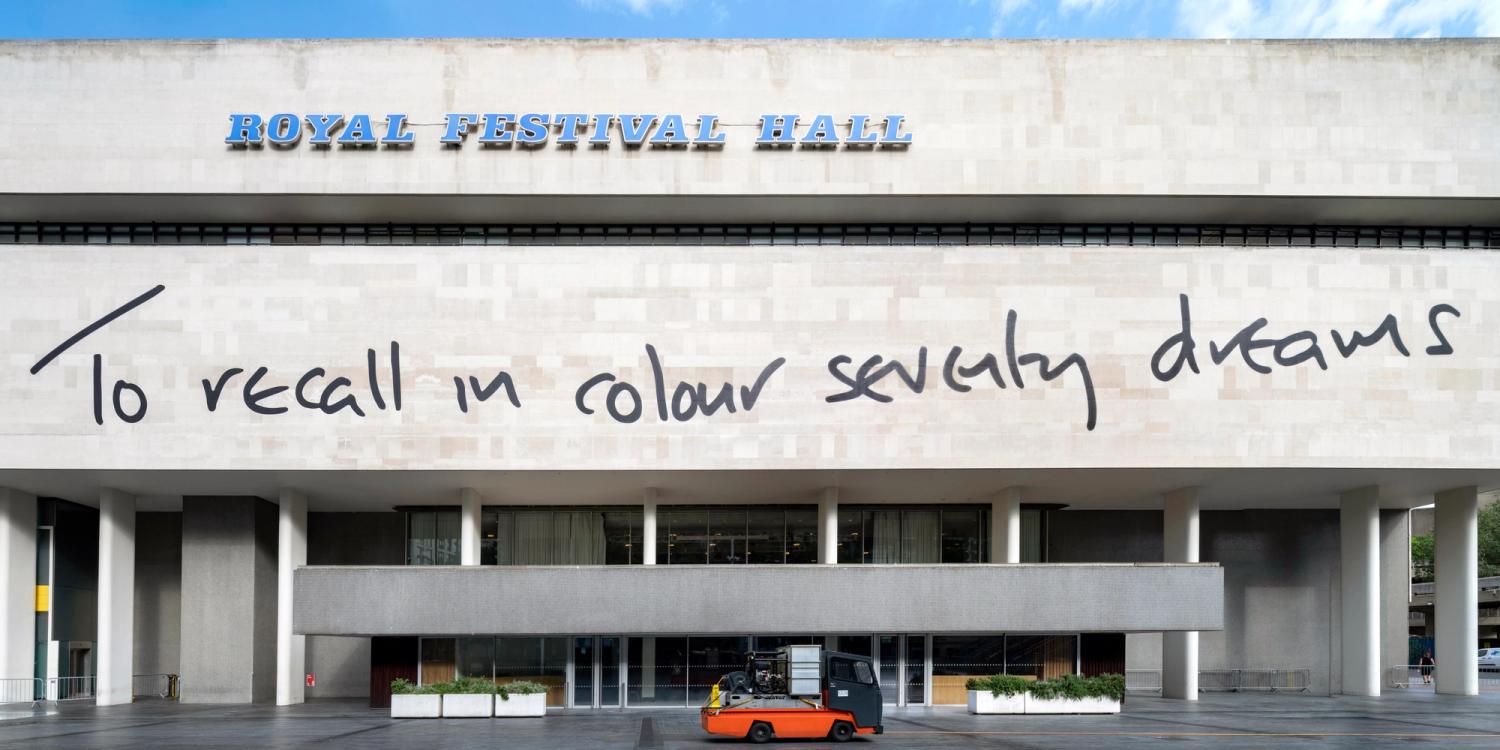 ROYAL FESTIVAL HALL
To recall in colour seventy dreams